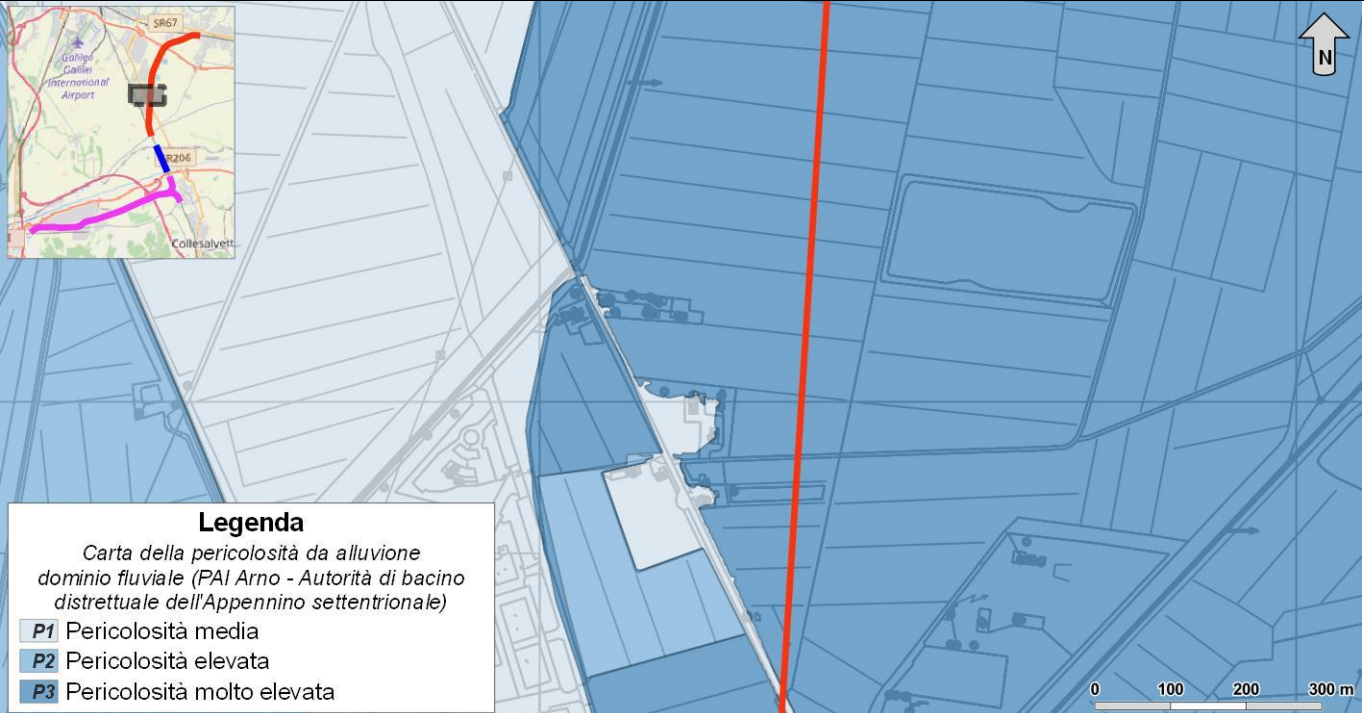 SR67
Galileo
Galilei
International
Airport
R206
Collesalvett
N
Legenda
Carta della pericolosità da alluvione
dominio fluviale (PAI Arno - Autorità di bacino
distrettuale dell'Appennino settentrionale)
P1 Pericolosità media
P2 Pericolosità elevata
P3 Pericolosità molto elevata
0 100 200 300 m